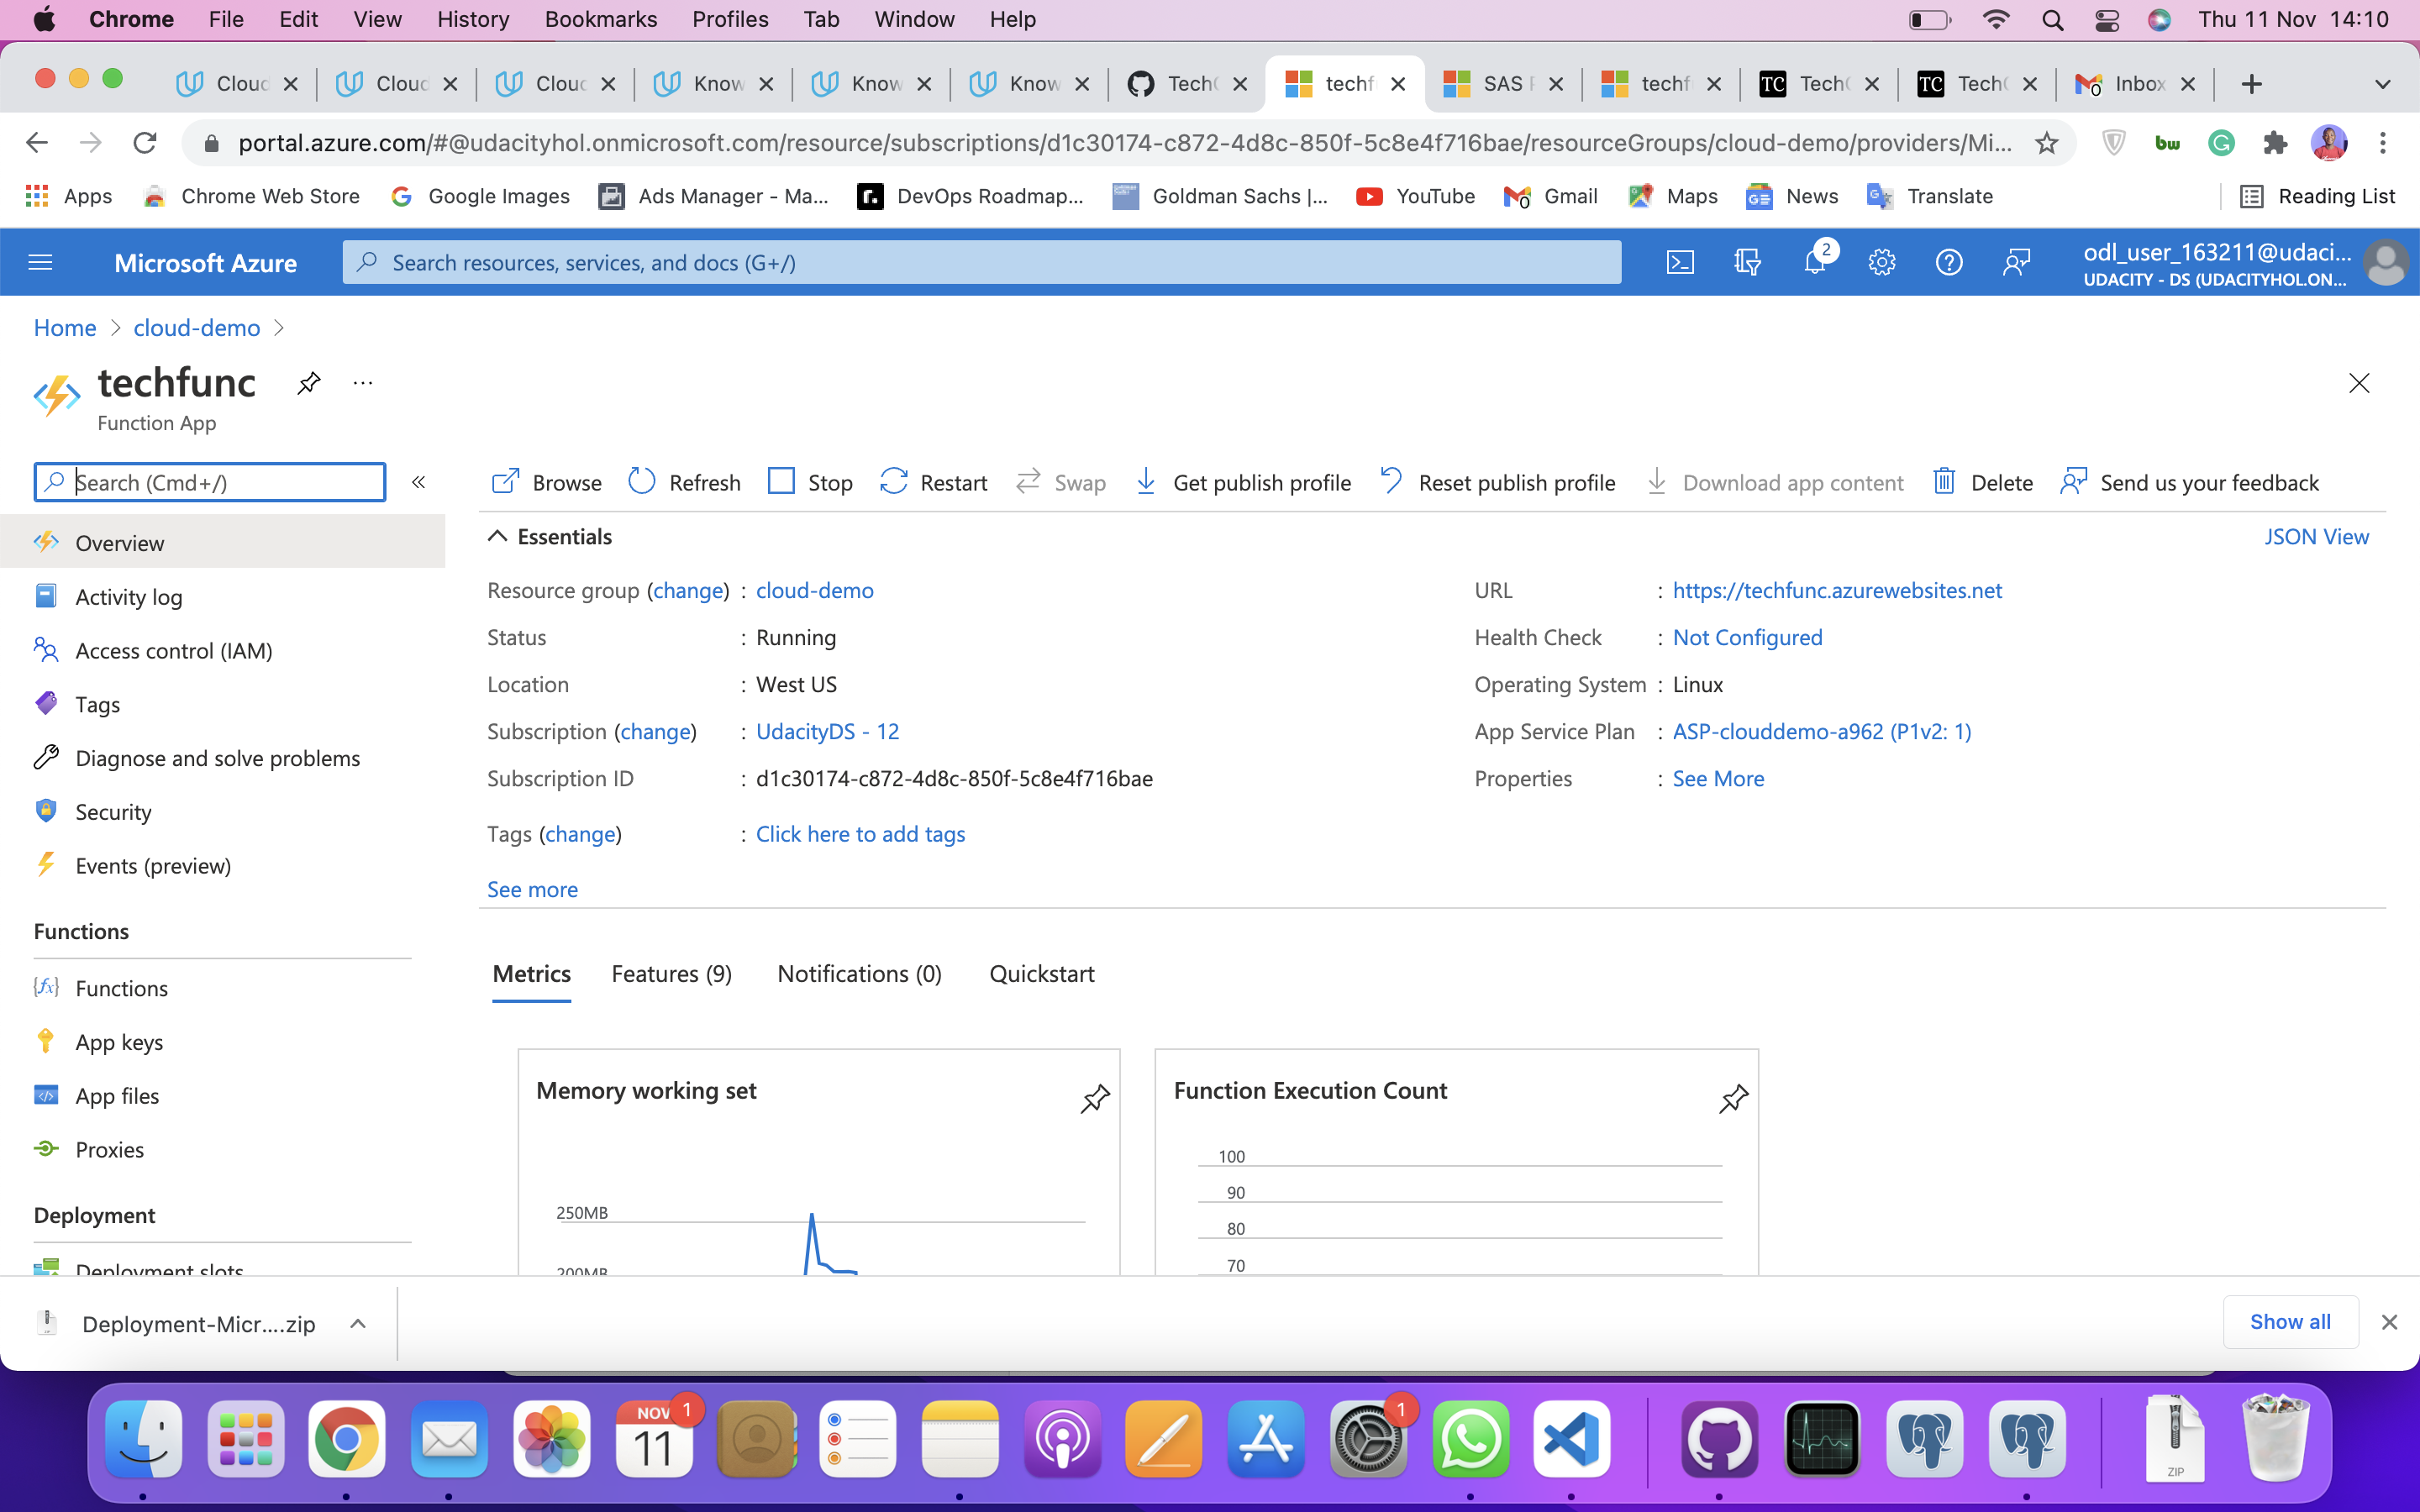 Chrome File Edit View History Bookmarks Profiles Tab Window Help Thu 11 Nov 14:10
Cloud Cloud Cloud Know Know Know TechC techf SAS F techf TechC TechC Inbox
portal.azure.com/#@udacityhol.onmicrosoft.com/resource/subscriptions/d1c30174-c872-4d8c-850f-5c8e4f716bae/resourceGroups/cloud-demo/providers/Mi...
Apps Chrome Web Store Google Images Ads Manager - Ma... DevOps Roadmap... Goldman Sachs |... YouTube Gmail Maps News Translate Reading List
Microsoft Azure Search resources, services, and docs (G+/) 2 odl_user_163211@udaci...
UDACITY - DS (UDACITYHOL.ON...
Home > cloud-demo >
techfunc ...
Function App
Search (Cmd+/) « Browse Refresh Stop Restart Swap Get publish profile Reset publish profile Download app content Delete Send us your feedback
Overview
Activity log
Access control (IAM)
Tags
Diagnose and solve problems
Security
Events (preview)
Functions
Functions
App keys
App files
Proxies
Deployment
Deployment slots
Essentials JSON View
Resource group (change) : cloud-demo
Status : Running
Location : West US
Subscription (change) : UdacityDS - 12
Subscription ID : d1c30174-c872-4d8c-850f-5c8e4f716bae
Tags (change) : Click here to add tags
See more
URL : https://techfunc.azurewebsites.net
Health Check : Not Configured
Operating System : Linux
App Service Plan : ASP-clouddemo-a962 (P1v2: 1)
Properties : See More
Metrics Features (9) Notifications (0) Quickstart
Memory working set
250MB
200MB
Function Execution Count
100
90
80
70
Deployment-Micr....zip Show all
NOV 1
11
1
ZIP